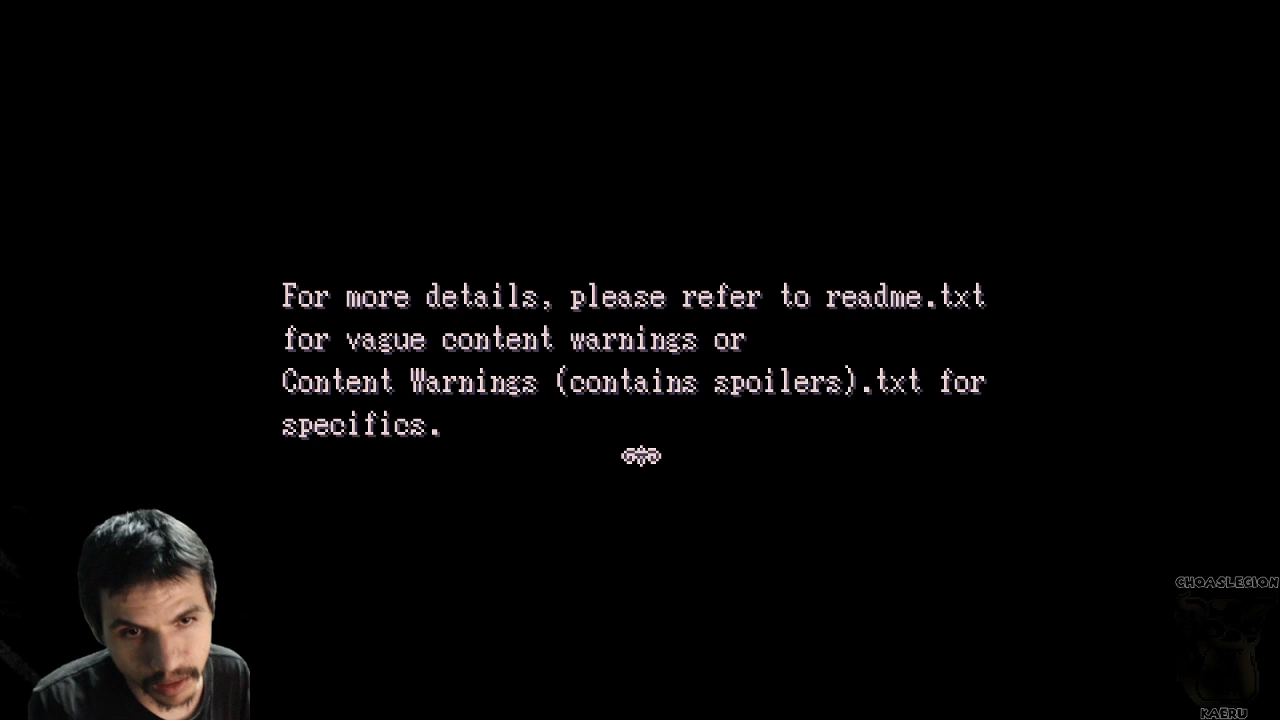 For more details, please refer to readme.txt
for vague content warnings or
Content Warnings (contains spoilers).txt for
specifics.
CHOASLEGION
KAERU